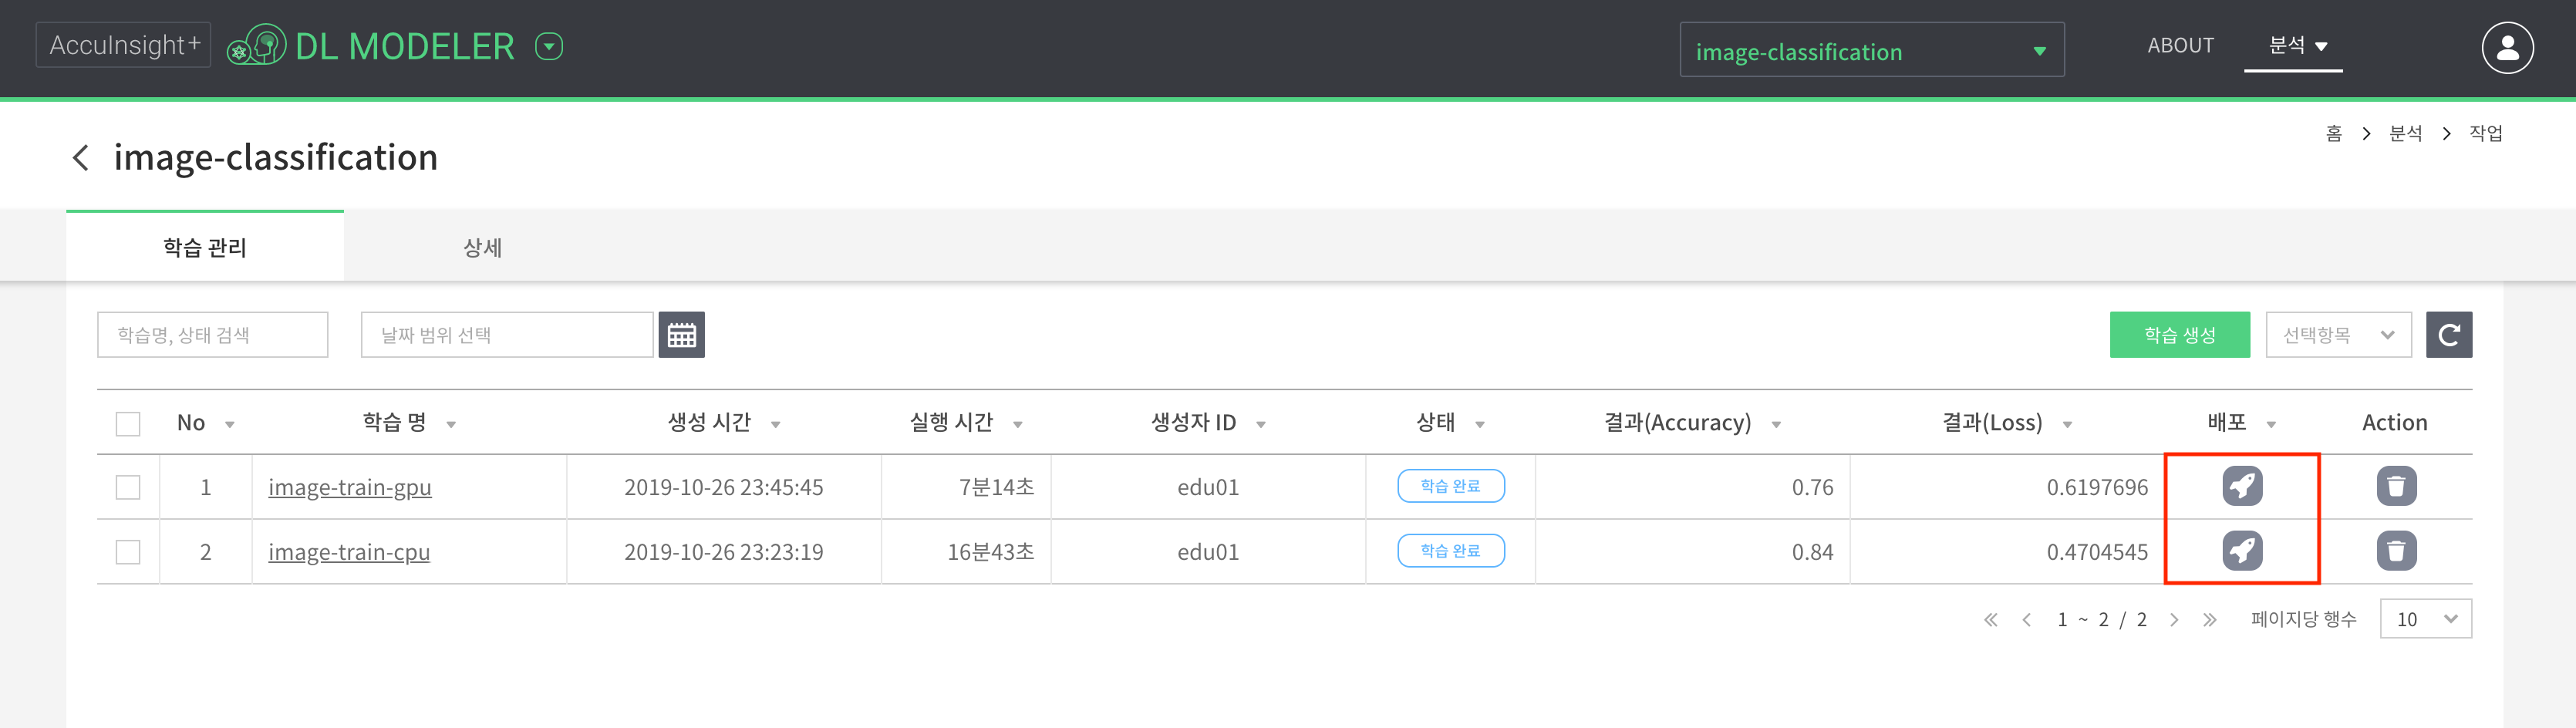 AccuInsight+ DL MODELER image-classification ABOUT 분석
홈 > 분석 > 작업
image-classification
학습 관리 상세
학습명, 상태 검색 날짜 범위 선택 학습 생성 선택항목
No 학습 명 생성 시간 실행 시간 생성자 ID 상태 결과(Accuracy) 결과(Loss) 배포 Action
1 image-train-gpu 2019-10-26 23:45:45 7분14초 edu01 학습 완료 0.76 0.6197696
2 image-train-cpu 2019-10-26 23:23:19 16분43초 edu01 학습 완료 0.84 0.4704545
1 ~ 2 / 2 페이지당 행수 10